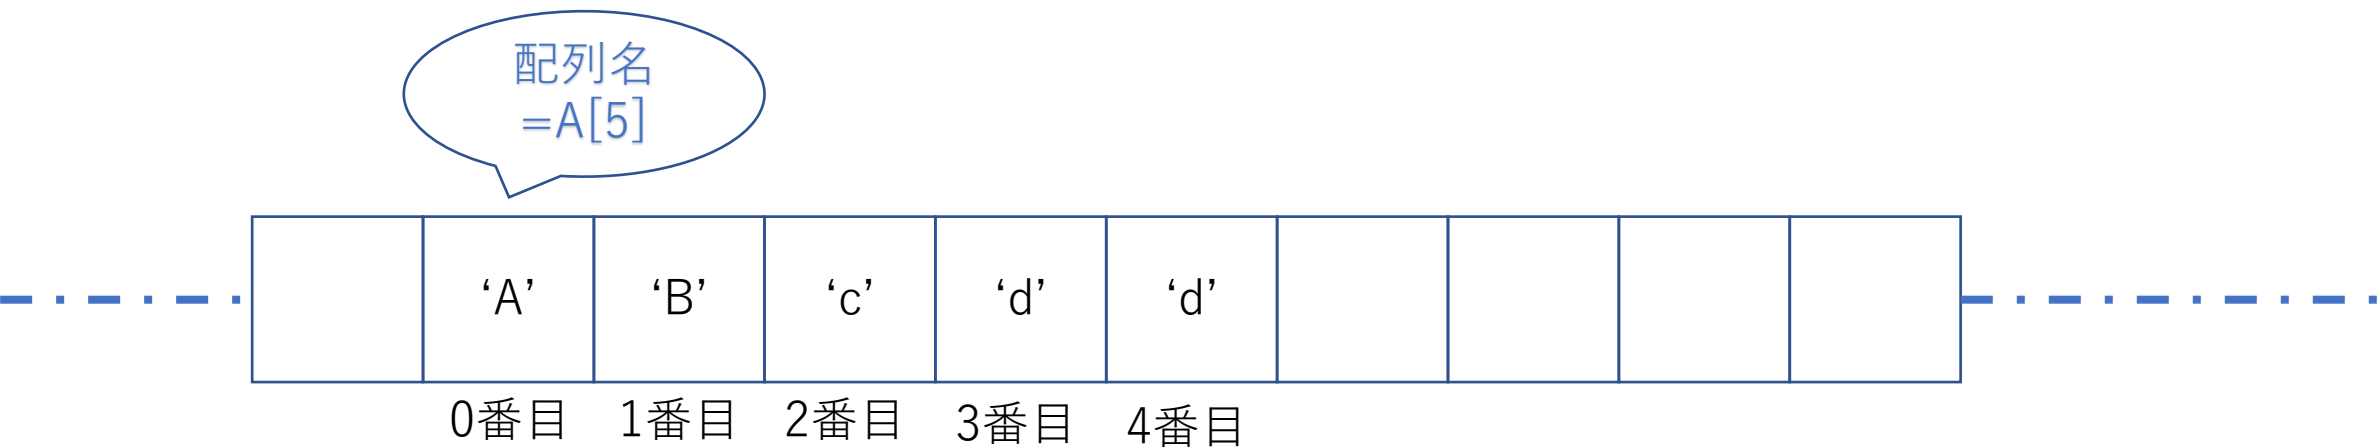 配列名
=A[5]
‘A’ ‘B’ ‘c’ ‘d’ ‘d’
0番目 1番目 2番目 3番目 4番目